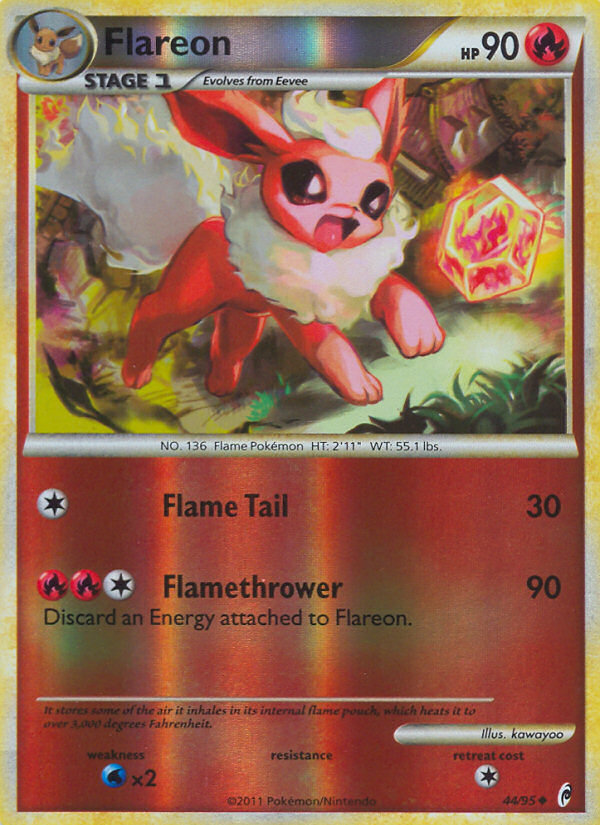 Flareon
HP 90
STAGE 1
Evolves from Eevee
NO. 136 Flame Pokémon HT: 2'11" WT: 55.1 lbs.
Flame Tail 30
Flamethrower 90
Discard an Energy attached to Flareon.
It stores some of the air it inhales in its internal flame pouch, which heats it to
over 3,000 degrees Fahrenheit.
Illus. kawayoo
weakness resistance retreat cost
×2
©2011 Pokémon/Nintendo
44/95